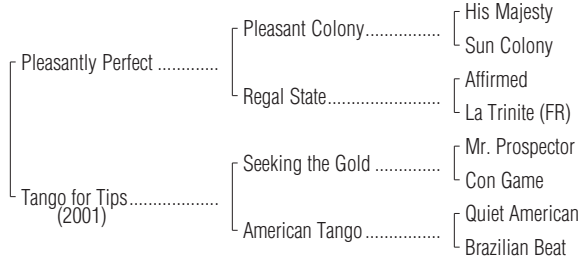 His Majesty
Pleasant Colony.................
Sun Colony
Pleasantly Perfect .............
Affirmed
Regal State........................
La Trinite (FR)
Mr. Prospector
Seeking the Gold ..............
Con Game
Tango for Tips...................
(2001)
Quiet American
American Tango ................
Brazilian Beat